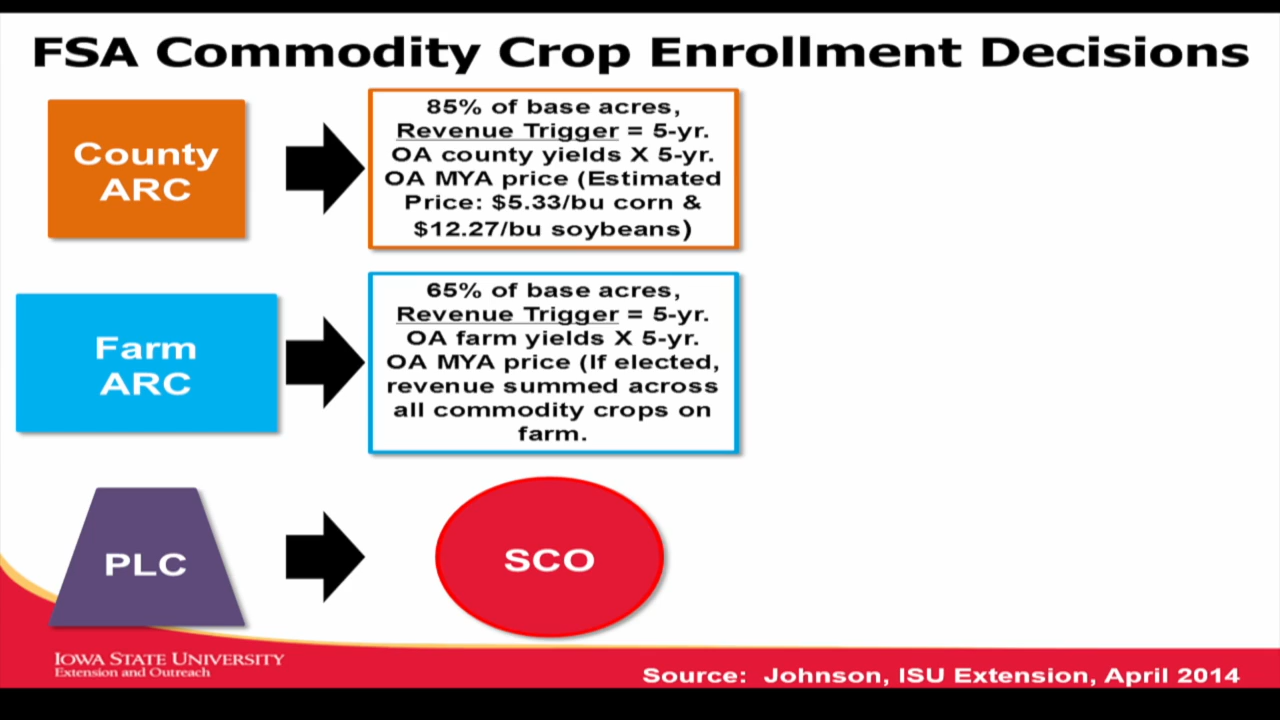 FSA Commodity Crop Enrollment Decisions
County
ARC
85% of base acres,
Revenue Trigger = 5-yr.
OA county yields X 5-yr.
OA MYA price (Estimated
Price: $5.33/bu corn &
$12.27/bu soybeans)
Farm
ARC
65% of base acres,
Revenue Trigger = 5-yr.
OA farm yields X 5-yr.
OA MYA price (If elected,
revenue summed across
all commodity crops on
farm.
PLC
SCO
IOWA STATE UNIVERSITY
Extension and Outreach
Source: Johnson, ISU Extension, April 2014